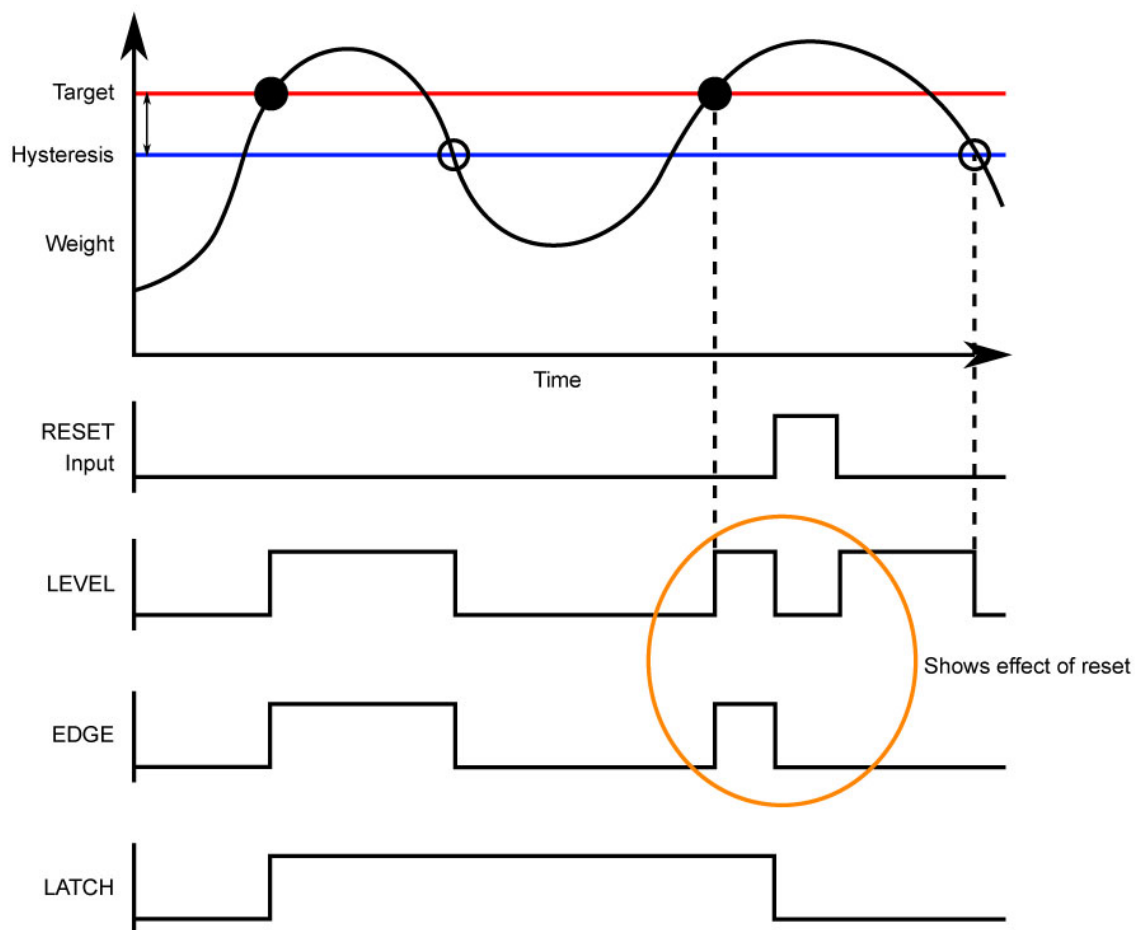 Target
Hysteresis
Weight
Time
RESET
Input
LEVEL
Shows effect of reset
EDGE
LATCH